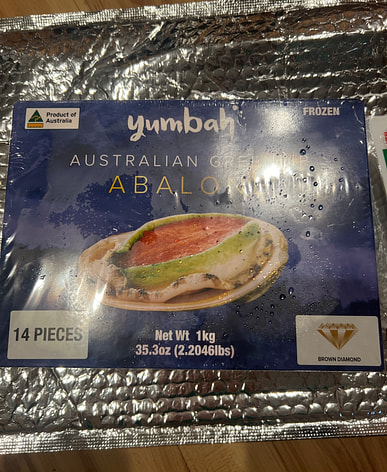 Product of
Australia
yumbah
FROZEN
AUSTRALIAN
14 PIECES
Net Wt 1kg
35.3oz (2.2046lbs)
BROWN DIAMOND